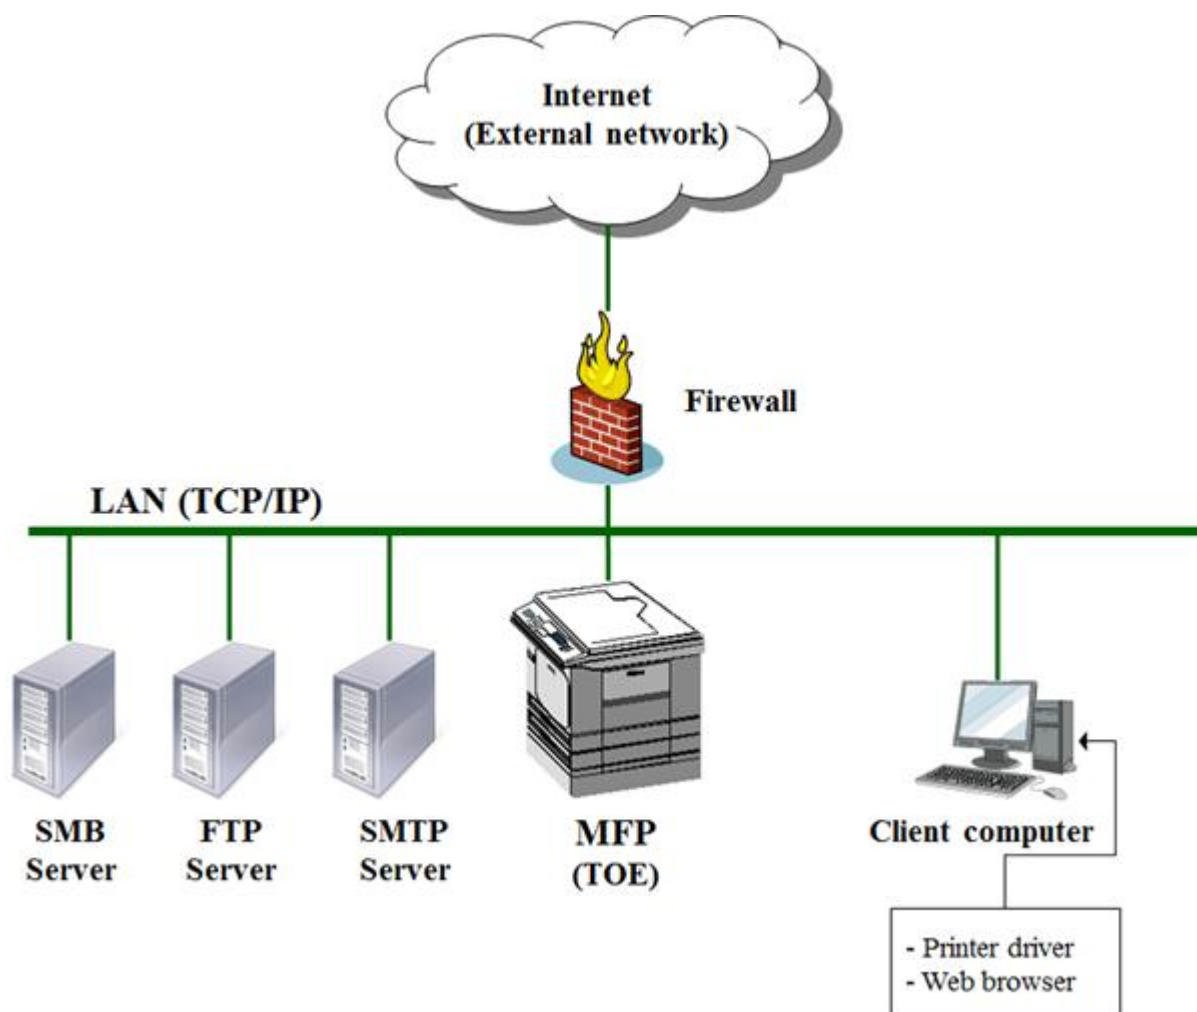 Internet
(External network)
Firewall
LAN (TCP/IP)
SMB
Server
FTP
Server
SMTP
Server
MFP
(TOE)
Client computer
- Printer driver
- Web browser